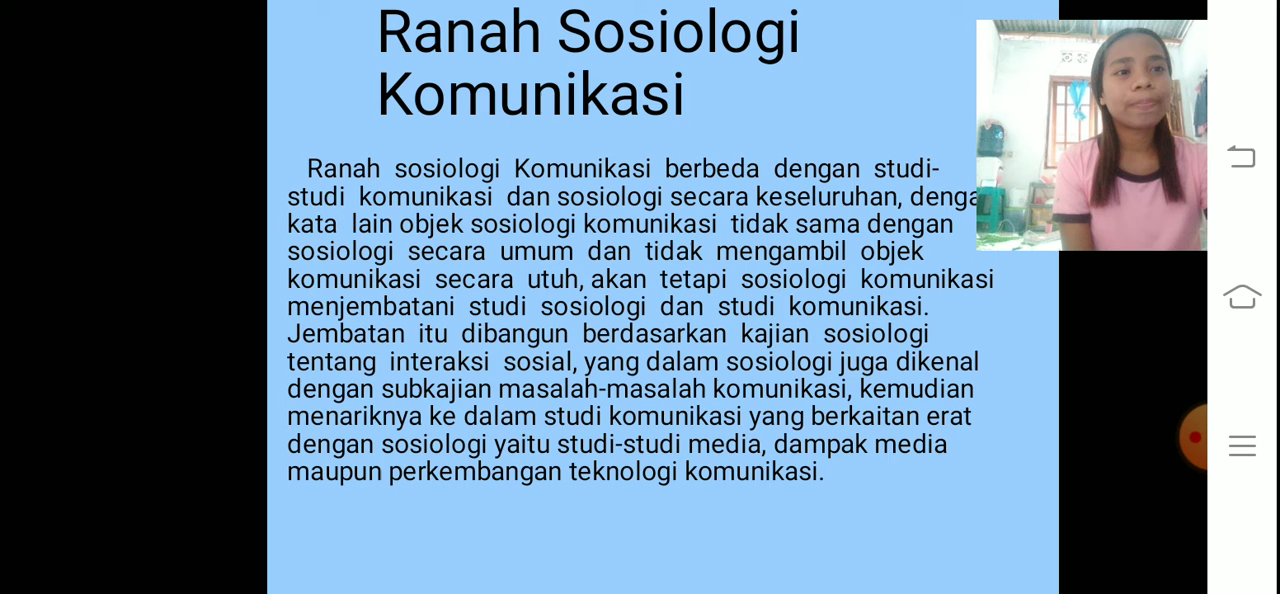 Ranah Sosiologi
Komunikasi
Ranah sosiologi Komunikasi berbeda dengan studi-
studi komunikasi dan sosiologi secara keseluruhan, denga
kata lain objek sosiologi komunikasi tidak sama dengan
sosiologi secara umum dan tidak mengambil objek
komunikasi secara utuh, akan tetapi sosiologi komunikasi
menjembatani studi sosiologi dan studi komunikasi.
Jembatan itu dibangun berdasarkan kajian sosiologi
tentang interaksi sosial, yang dalam sosiologi juga dikenal
dengan subkajian masalah-masalah komunikasi, kemudian
menariknya ke dalam studi komunikasi yang berkaitan erat
dengan sosiologi yaitu studi-studi media, dampak media
maupun perkembangan teknologi komunikasi.